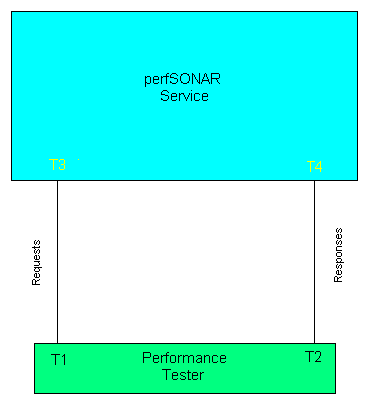 perfSONAR
Service
T3
T4
Requests
Responses
T1
Performance
Tester
T2